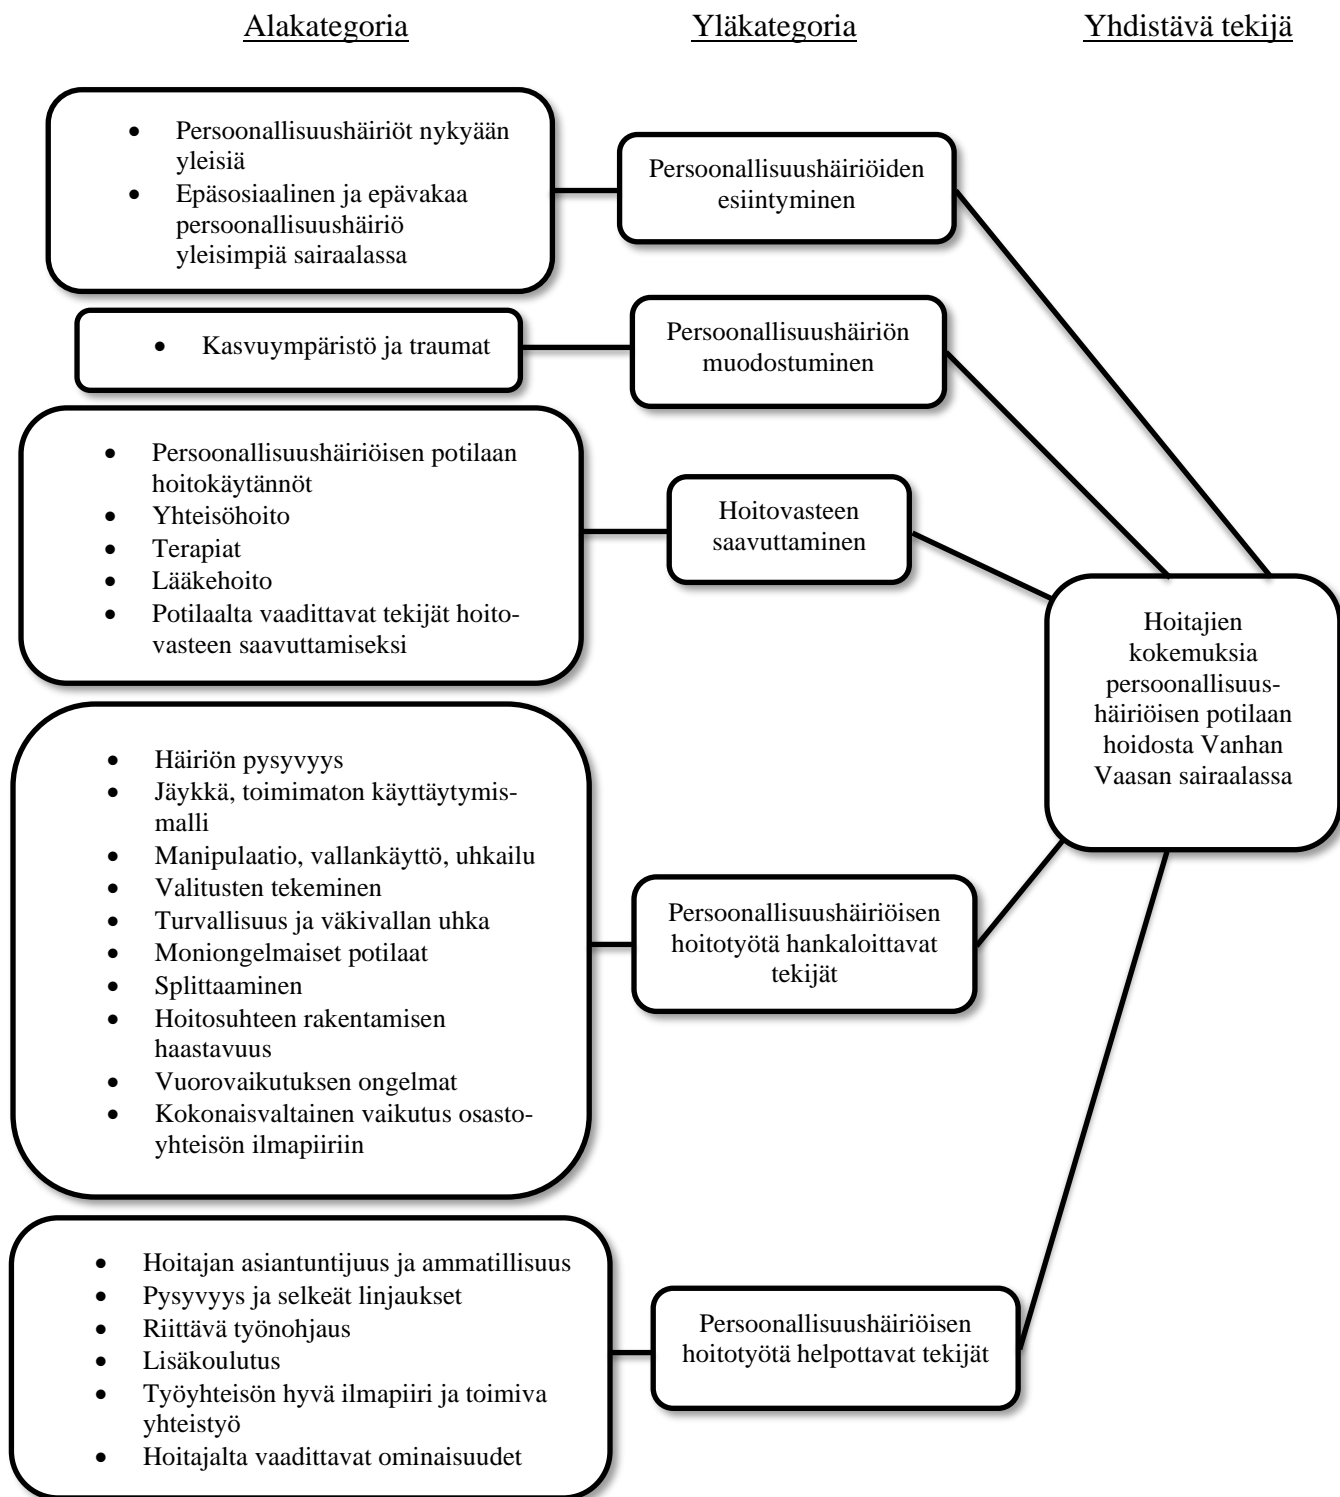 Alakategoria
Yläkategoria
Yhdistävä tekijä
• Persoonallisuushäiriöt nykyään
yleisiä
• Epäsosiaalinen ja epävakaa
persoonallisuushäiriö
yleisimpiä sairaalassa
Persoonallisuushäiriöiden
esiintyminen
• Kasvuympäristö ja traumat
Persoonallisuushäiriön
muodostuminen
• Persoonallisuushäiriöisen potilaan
hoitokäytännöt
• Yhteisöhoito
• Terapiat
• Lääkehoito
• Potilaalta vaadittavat tekijät hoito-
vasteen saavuttamiseksi
Hoitovasteen
saavuttaminen
Hoitajien
kokemuksia
persoonallisuus-
häiriöisen potilaan
hoidosta Vanhan
Vaasan sairaalassa
• Häiriön pysyvyys
• Jäykkä, toimimaton käyttäytymis-
malli
• Manipulaatio, vallankäyttö, uhkailu
• Valitusten tekeminen
• Turvallisuus ja väkivallan uhka
• Moniongelmaiset potilaat
• Splittaaminen
• Hoitosuhteen rakentamisen
haastavuus
• Vuorovaikutuksen ongelmat
• Kokonaisvaltainen vaikutus osasto-
yhteisön ilmapiiriin
Persoonallisuushäiriöisen
hoitotyötä hankaloittavat
tekijät
• Hoitajan asiantuntijuus ja ammatillisuus
• Pysyvyys ja selkeät linjaukset
• Riittävä työnohjaus
• Lisäkoulutus
• Työyhteisön hyvä ilmapiiri ja toimiva
yhteistyö
• Hoitajalta vaadittavat ominaisuudet
Persoonallisuushäiriöisen
hoitotyötä helpottavat tekijät